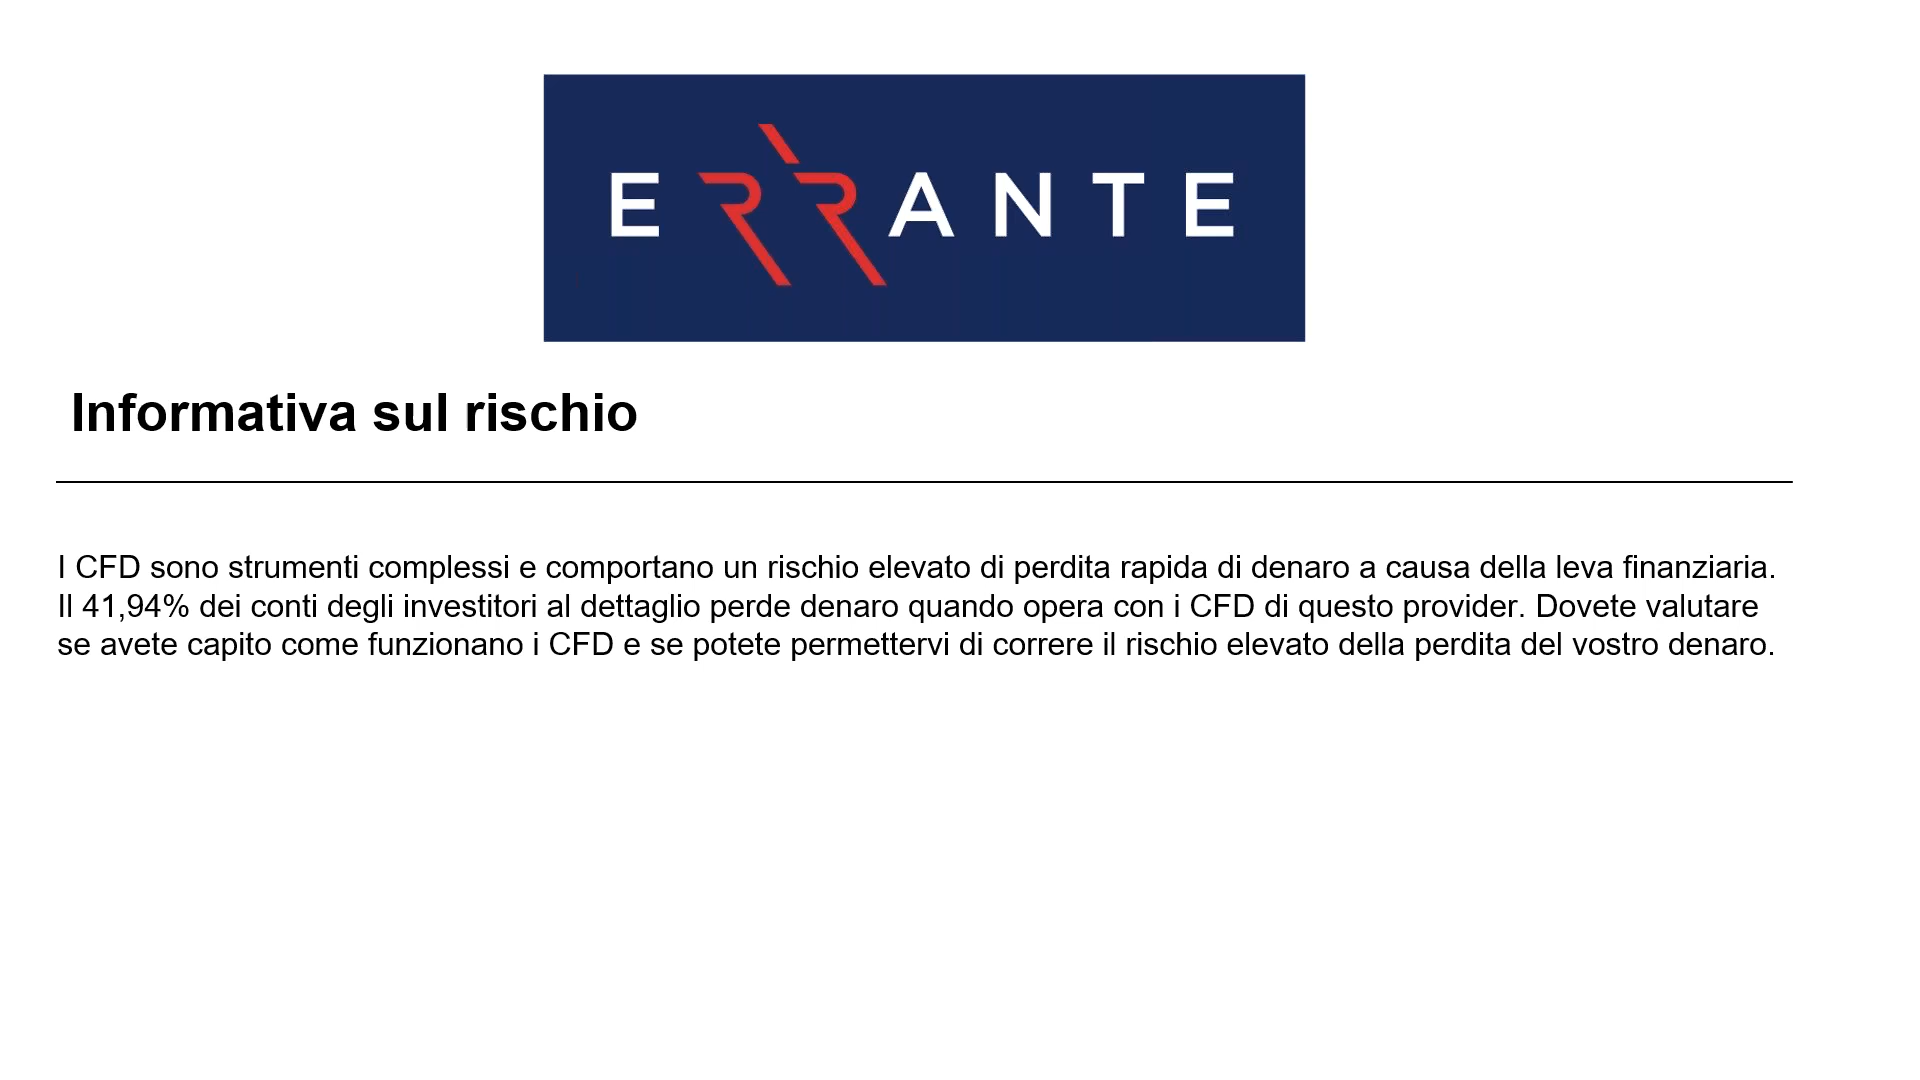 ERRANTE
Informativa sul rischio
I CFD sono strumenti complessi e comportano un rischio elevato di perdita rapida di denaro a causa della leva finanziaria.
Il 41,94% dei conti degli investitori al dettaglio perde denaro quando opera con i CFD di questo provider. Dovete valutare
se avete capito come funzionano i CFD e se potete permettervi di correre il rischio elevato della perdita del vostro denaro.